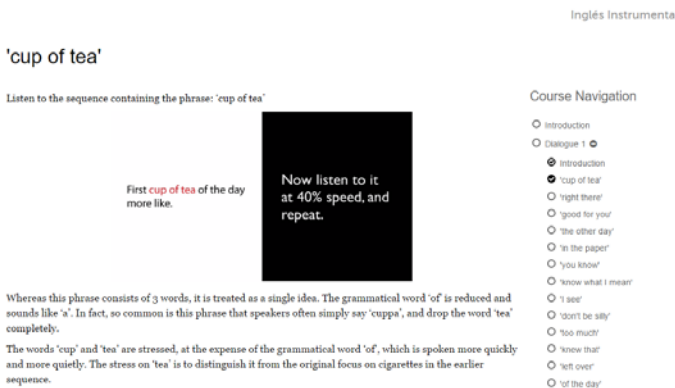 Inglés Instrumenta
'cup of tea'
Listen to the sequence containing the phrase: 'cup of tea'
First cup of tea of the day
more like.
Now listen to it
at 40% speed, and
repeat.
Whereas this phrase consists of 3 words, it is treated as a single idea. The grammatical word 'of' is reduced and
sounds like 'a'. In fact, so common is this phrase that speakers often simply say 'cuppa', and drop the word 'tea'
completely.
The words 'cup' and 'tea' are stressed, at the expense of the grammatical word 'of', which is spoken more quickly
and more quietly. The stress on 'tea' is to distinguish it from the original focus on cigarettes in the earlier
sequence.
Course Navigation
Introduction
Dialogue 1
Introduction
'cup of tea'
'right there'
'good for you'
'the other day'
'in the paper'
'you know'
'know what I mean'
'I see'
'don't be silly'
'too much'
'knew that'
'left over'
'of the day'